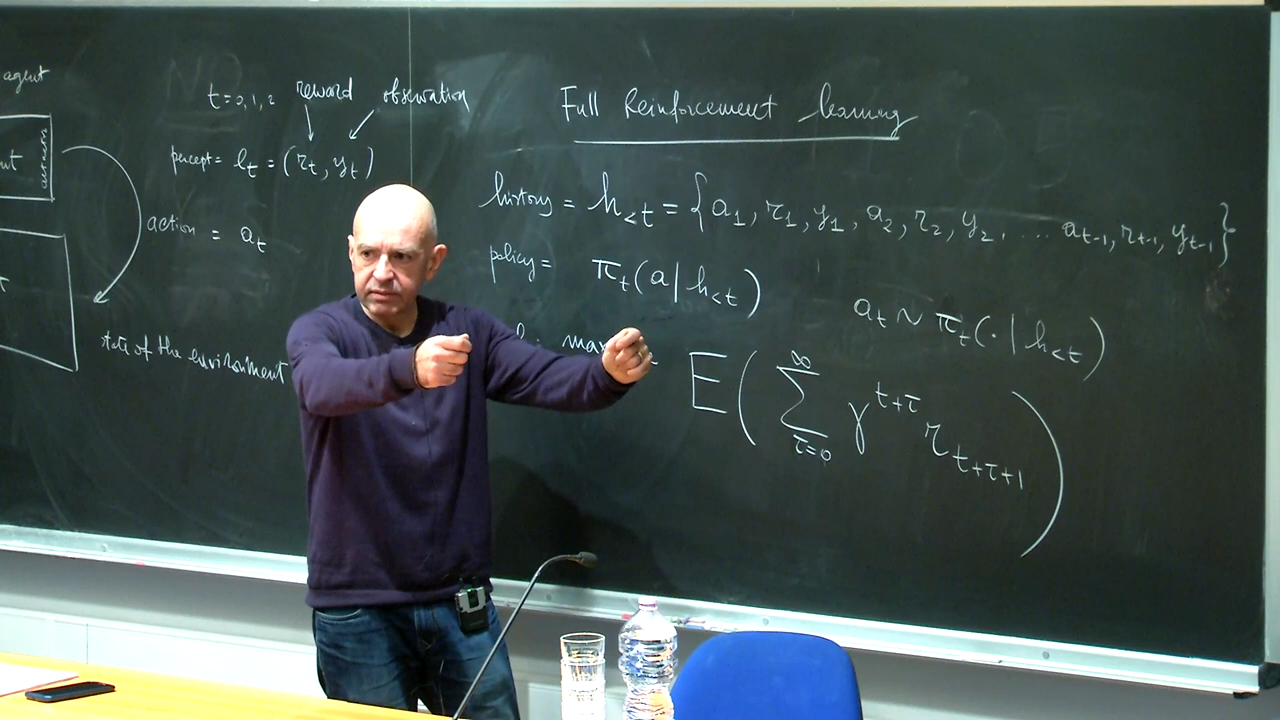 agent
actuators
t=0,1,2 reward observation
percept = e_t = (r_t, y_t)
action = a_t
state of the environment
Full Reinforcement learning
history = h_{<t} = {a_1, r_1, y_1, a_2, r_2, y_2, ... a_{t-1}, r_{t-1}, y_{t-1}}
policy = π_t(a|h_{<t})
a_t ~ π_t(·|h_{<t})
E(∑_{τ=0}^{∞} γ^{t+τ} r_{t+τ+1})